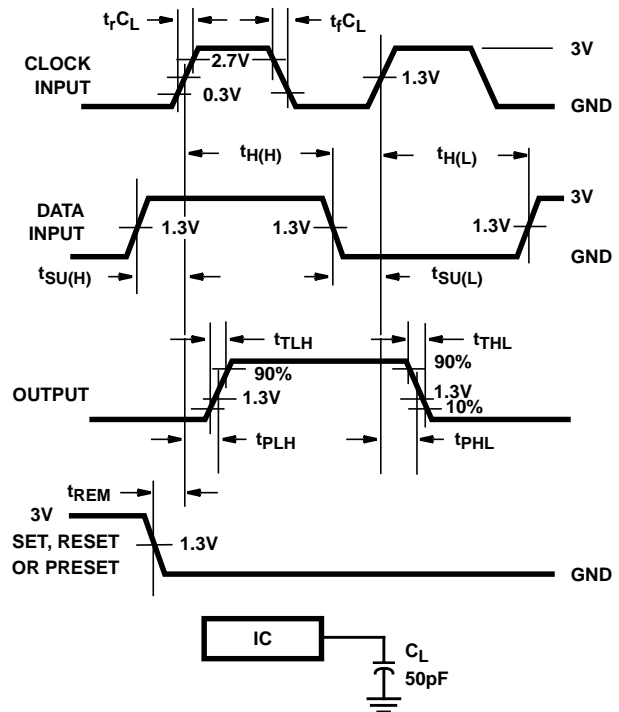 trCL
tfCL
CLOCK
INPUT
2.7V
0.3V
1.3V
3V
GND
tH(H)
tH(L)
DATA
INPUT
1.3V
1.3V
1.3V
3V
GND
tSU(H)
tSU(L)
tTLH
tTHL
OUTPUT
90%
1.3V
90%
1.3V
10%
tPLH
tPHL
tREM
3V
SET, RESET
OR PRESET
1.3V
GND
IC
CL
50pF